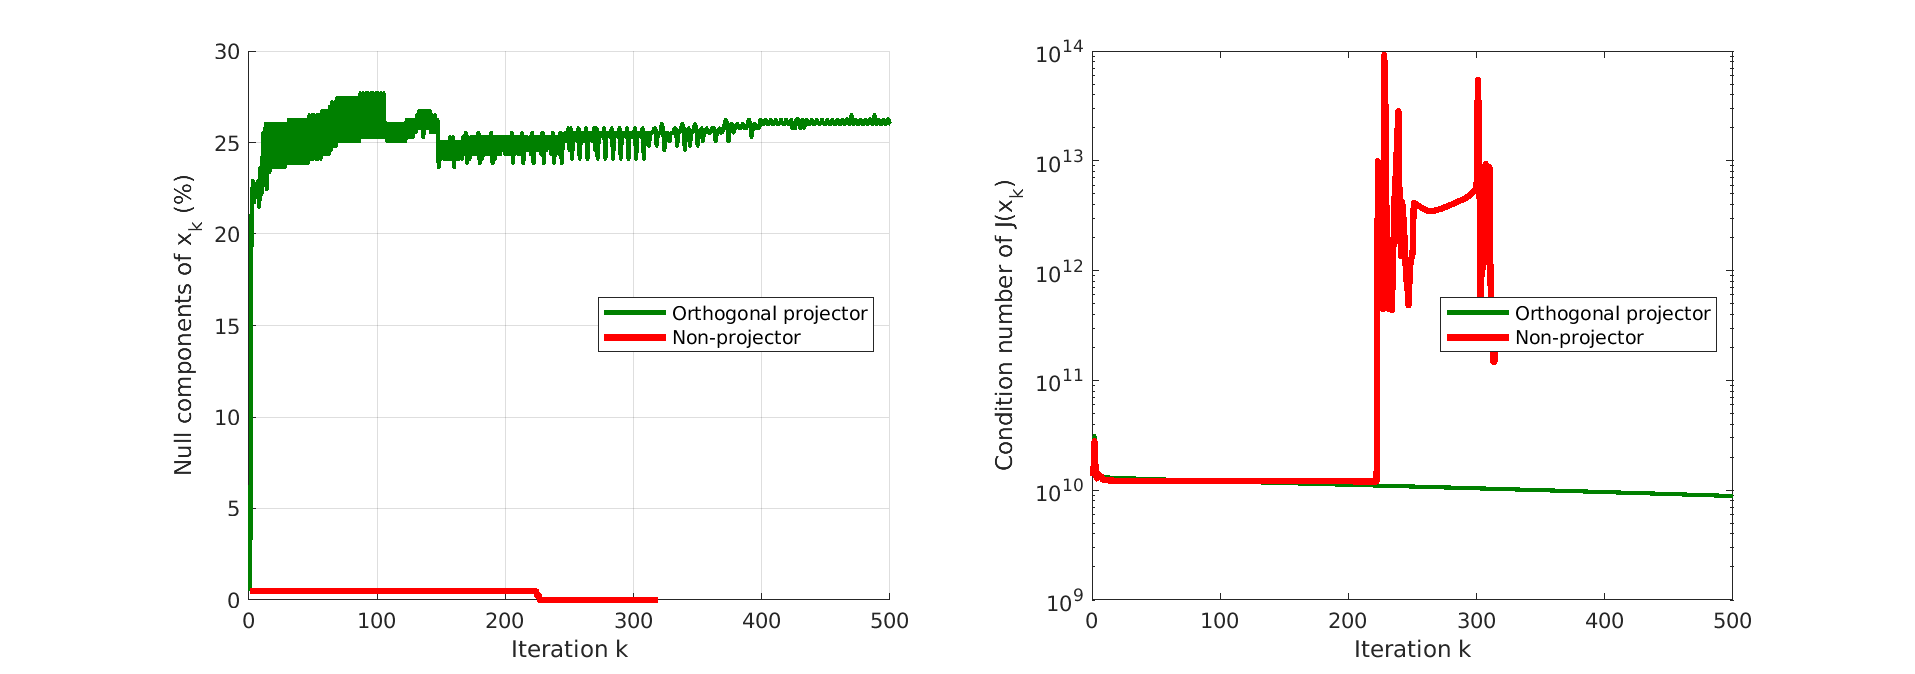 Null components of x_k (%)
30
25
20
15
10
5
0
0 100 200 300 400 500
Iteration k
Orthogonal projector
Non-projector
Condition number of J(x_k)
10^14
10^13
10^12
10^11
10^10
10^9
0 100 200 300 400 500
Iteration k
Orthogonal projector
Non-projector